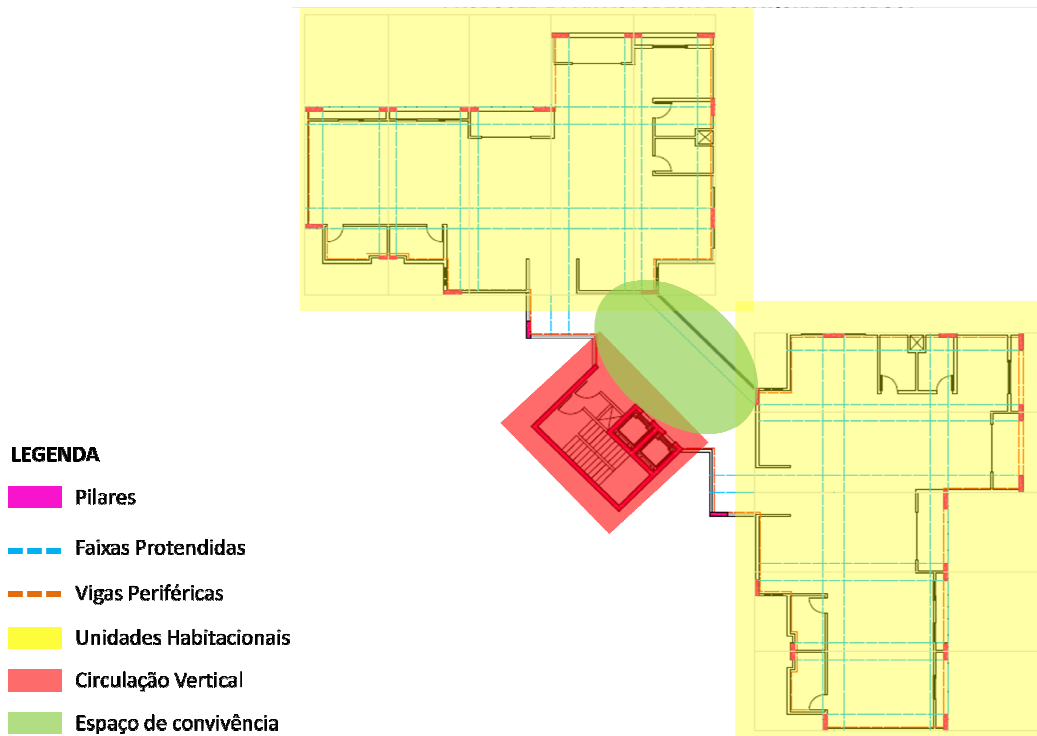 LEGENDA
Pilares
Faixas Protendidas
Vigas Periféricas
Unidades Habitacionais
Circulação Vertical
Espaço de convivência